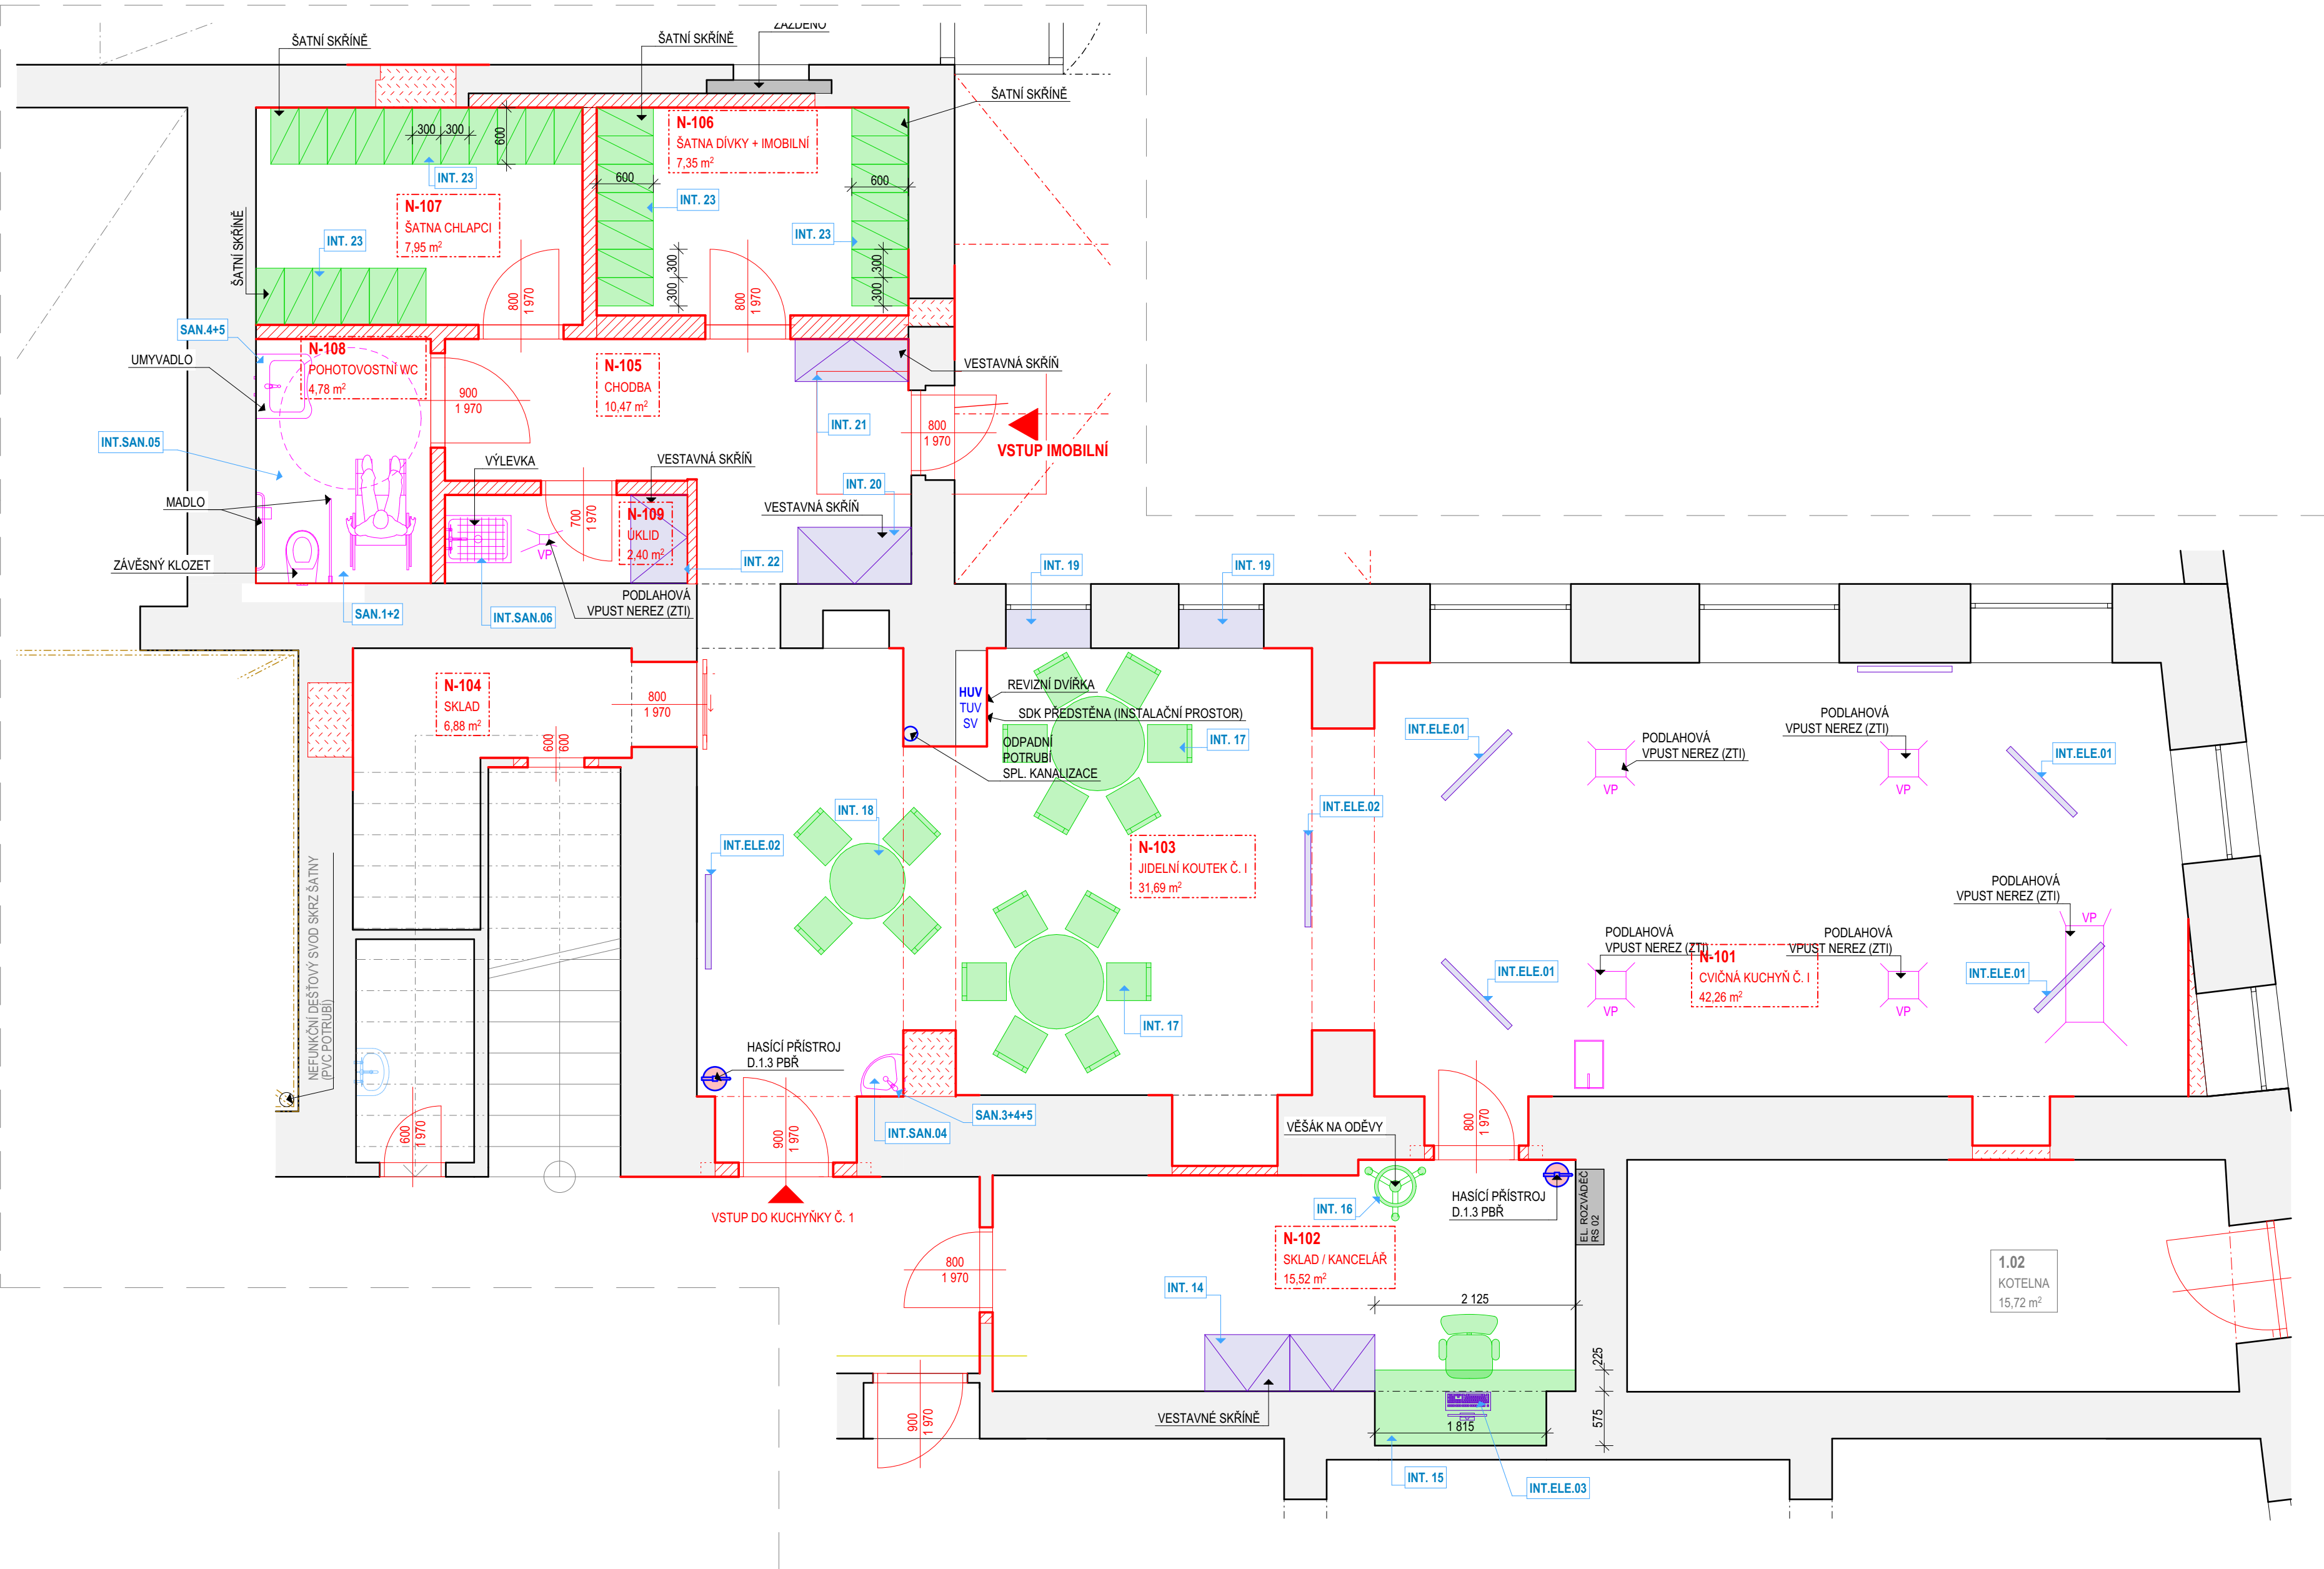 ZAZDĚNO
ŠATNÍ SKŘÍNĚ
ŠATNÍ SKŘÍNĚ
ŠATNÍ SKŘÍNĚ
300
300
600
N-106
ŠATNA DÍVKY + IMOBILNÍ
7,35 m²
INT. 23
600
600
INT. 23
N-107
ŠATNA CHLAPCI
7,95 m²
INT. 23
INT. 23
ŠATNÍ SKŘÍNĚ
300
300
300
300
800
1 970
800
1 970
SAN.4+5
UMYVADLO
N-108
POHOTOVOSTNÍ WC
4,78 m²
900
1 970
N-105
CHODBA
10,47 m²
VESTAVNÁ SKŘÍŇ
INT. 21
800
1 970
VSTUP IMOBILNÍ
INT.SAN.05
VÝLEVKA
VESTAVNÁ SKŘÍŇ
INT. 20
MADLO
VESTAVNÁ SKŘÍŇ
700
1 970
N-109
ÚKLID
2,40 m²
VP
ZÁVĚSNÝ KLOZET
INT. 22
SAN.1+2
INT.SAN.06
PODLAHOVÁ
VPUST NEREZ (ZTI)
INT. 19
INT. 19
N-104
SKLAD
6,88 m²
800
1 970
600
600
HUV
TUV
SV
REVIZNÍ DVÍŘKA
SDK PŘEDSTĚNA (INSTALAČNÍ PROSTOR)
ODPADNÍ
POTRUBÍ
SPL. KANALIZACE
INT. 17
INT.ELE.01
PODLAHOVÁ
VPUST NEREZ (ZTI)
VP
PODLAHOVÁ
VPUST NEREZ (ZTI)
VP
INT.ELE.01
INT. 18
INT.ELE.02
INT.ELE.02
N-103
JIDELNÍ KOUTEK Č. I
31,69 m²
NEFUNKČNÍ DEŠŤOVÝ SVOD SKRZ ŠATNY
(PVC POTRUBÍ)
PODLAHOVÁ
VPUST NEREZ (ZTI)
VP
PODLAHOVÁ
VPUST NEREZ (ZTI)
PODLAHOVÁ
VPUST NEREZ (ZTI)
N-101
CVIČNÁ KUCHYŇ Č. I
42,26 m²
INT.ELE.01
INT.ELE.01
VP
VP
INT. 17
HASÍCÍ PŘÍSTROJ
D.1.3 PBŘ
SAN.3+4+5
INT.SAN.04
600
1 970
900
1 970
VSTUP DO KUCHYŇKY Č. 1
VĚŠÁK NA ODĚVY
800
1 970
INT. 16
HASÍCÍ PŘÍSTROJ
D.1.3 PBŘ
EL. ROZVÁDĚČ
RS 02
N-102
SKLAD / KANCELÁŘ
15,52 m²
800
1 970
INT. 14
2 125
1.02
KOTELNA
15,72 m²
225
575
VESTAVNÉ SKŘÍNĚ
1 815
900
1 970
INT. 15
INT.ELE.03